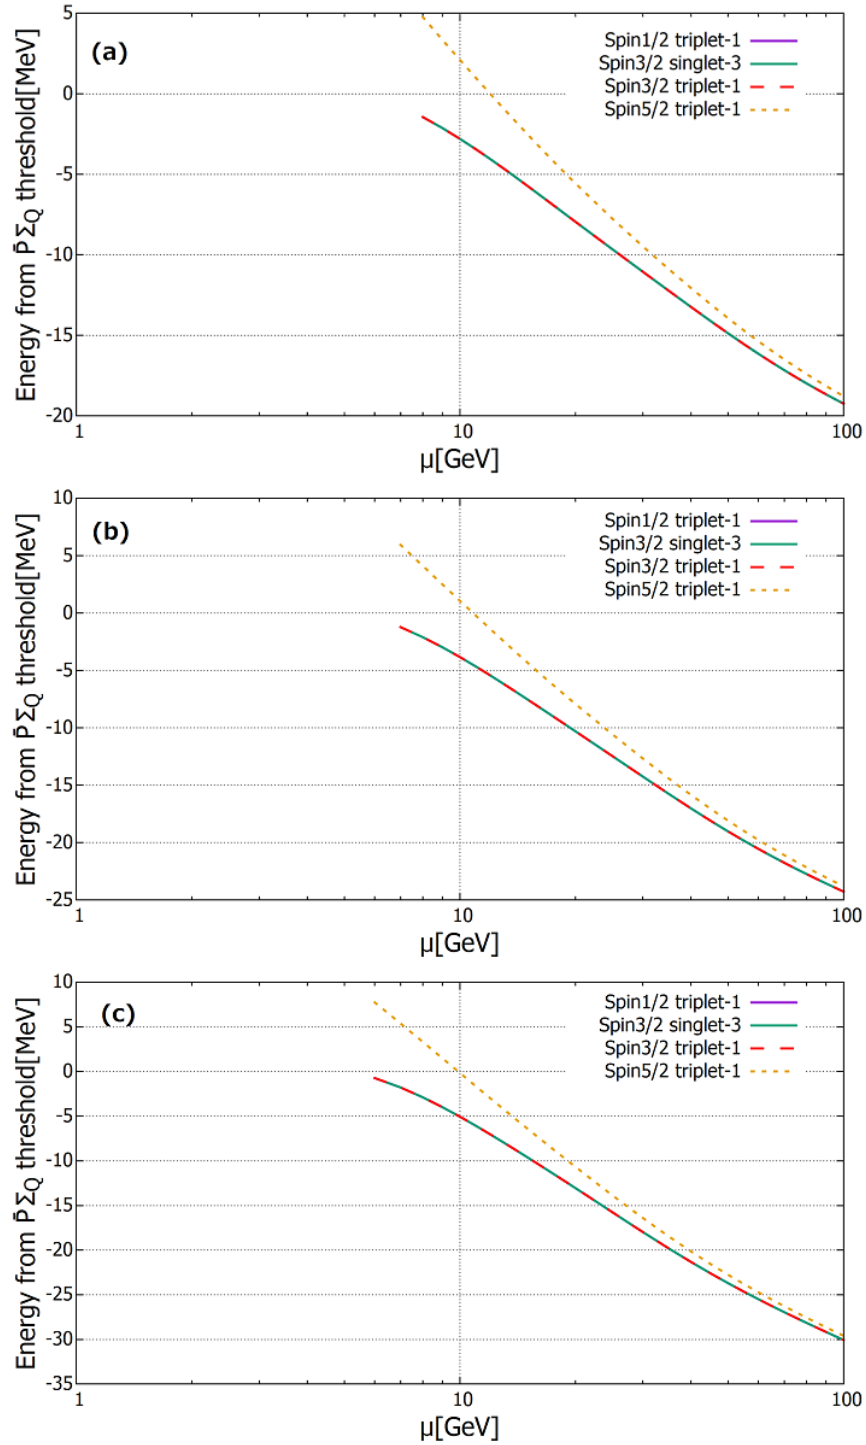 (a)
Energy from P̄Σ_Q threshold[MeV]
Spin1/2 triplet-1
Spin3/2 singlet-3
Spin3/2 triplet-1
Spin5/2 triplet-1
5
0
-5
-10
-15
-20
1 10 100
μ[GeV]
(b)
Energy from P̄Σ_Q threshold[MeV]
Spin1/2 triplet-1
Spin3/2 singlet-3
Spin3/2 triplet-1
Spin5/2 triplet-1
10
5
0
-5
-10
-15
-20
-25
1 10 100
μ[GeV]
(c)
Energy from P̄Σ_Q threshold[MeV]
Spin1/2 triplet-1
Spin3/2 singlet-3
Spin3/2 triplet-1
Spin5/2 triplet-1
10
5
0
-5
-10
-15
-20
-25
-30
-35
1 10 100
μ[GeV]